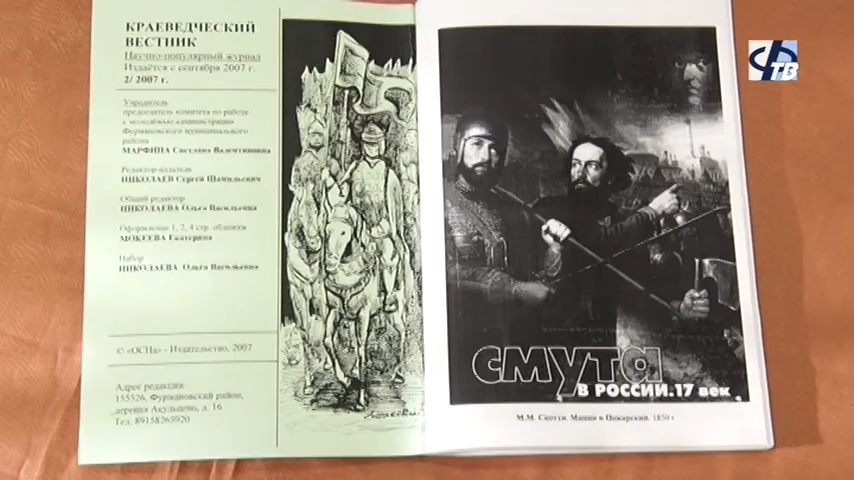 КРАЕВЕДЧЕСКИЙ
ВЕСТНИК
Научно-популярный журнал
Издаётся с сентября 2007 г.
2/ 2007 г.
Учредитель
председатель комитета по работе
с молодёжью администрации
Фурмановского муниципального
района
МАРФИНА Светлана Валентиновна
Редактор-издатель
НИКОЛАЕВ Сергей
Общий редактор
НИКОЛАЕВА Ольга Васильевна
Оформление 1, 2, 4 стр. обложки
МОКЕЕВА Екатерина
Набор
НИКОЛАЕВА Ольга Васильевна
© «ОСНа» - Издательство, 2007
Адрес редакции
155526, Фурмановский район,
деревня Акульцево, д. 16
Тел. 89158263920
СМУТА
В РОССИИ.17 век
М.М. Скотти. Минин и Пожарский. 1850 г
ФТВ